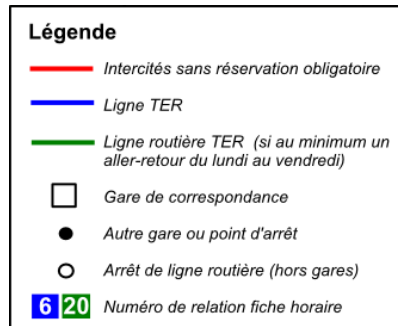 Légende
Intercités sans réservation obligatoire
Ligne TER
Ligne routière TER (si au minimum un
aller-retour du lundi au vendredi)
Gare de correspondance
Autre gare ou point d'arrêt
Arrêt de ligne routière (hors gares)
6 20 Numéro de relation fiche horaire